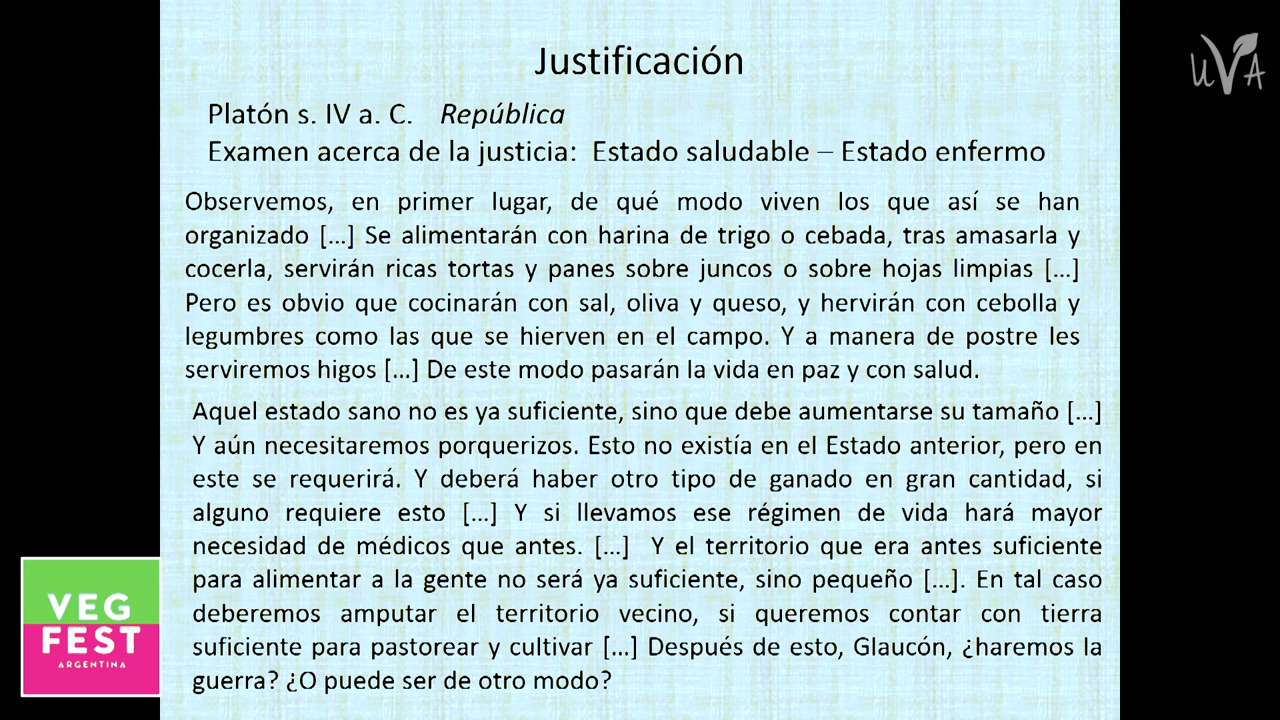 Justificación
UVA
Platón s. IV a. C. República
Examen acerca de la justicia: Estado saludable – Estado enfermo
Observemos, en primer lugar, de qué modo viven los que así se han
organizado […] Se alimentarán con harina de trigo o cebada, tras amasarla y
cocerla, servirán ricas tortas y panes sobre juncos o sobre hojas limpias […]
Pero es obvio que cocinarán con sal, oliva y queso, y hervirán con cebolla y
legumbres como las que se hierven en el campo. Y a manera de postre les
serviremos higos […] De este modo pasarán la vida en paz y con salud.
Aquel estado sano no es ya suficiente, sino que debe aumentarse su tamaño […]
Y aún necesitaremos porquerizos. Esto no existía en el Estado anterior, pero en
este se requerirá. Y deberá haber otro tipo de ganado en gran cantidad, si
alguno requiere esto […] Y si llevamos ese régimen de vida hará mayor
necesidad de médicos que antes. […] Y el territorio que era antes suficiente
para alimentar a la gente no será ya suficiente, sino pequeño […]. En tal caso
deberemos amputar el territorio vecino, si queremos contar con tierra
suficiente para pastorear y cultivar […] Después de esto, Glaucón, ¿haremos la
guerra? ¿O puede ser de otro modo?
VEG
FEST
ARGENTINA